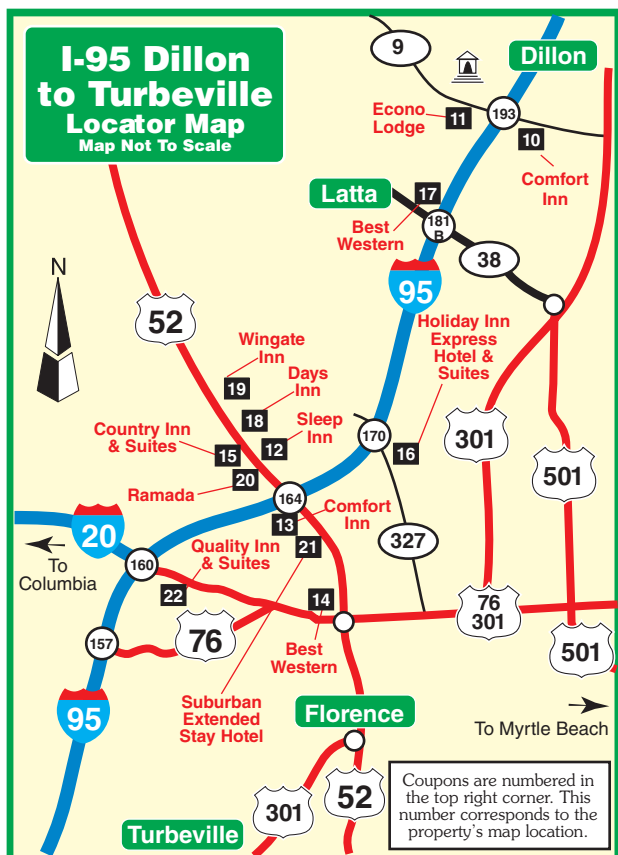 I-95 Dillon
to Turbeville
Locator Map
Map Not To Scale
9
Dillon
Econo
Lodge
11
193
10
Comfort
Inn
Latta
17
181
B
Best
Western
38
N
95
52
Holiday Inn
Express
Hotel &
Suites
Wingate
Inn
19
Days
Inn
18
Sleep
Inn
12
Country Inn
& Suites
15
20
Ramada
170
16
301
501
164
13
Comfort
Inn
21
327
20
To
Columbia
160
Quality Inn
& Suites
22
14
76
301
157
76
Best
Western
501
95
Suburban
Extended
Stay Hotel
Florence
To Myrtle Beach
301
52
Turbeville
Coupons are numbered in
the top right corner. This
number corresponds to the
property's map location.